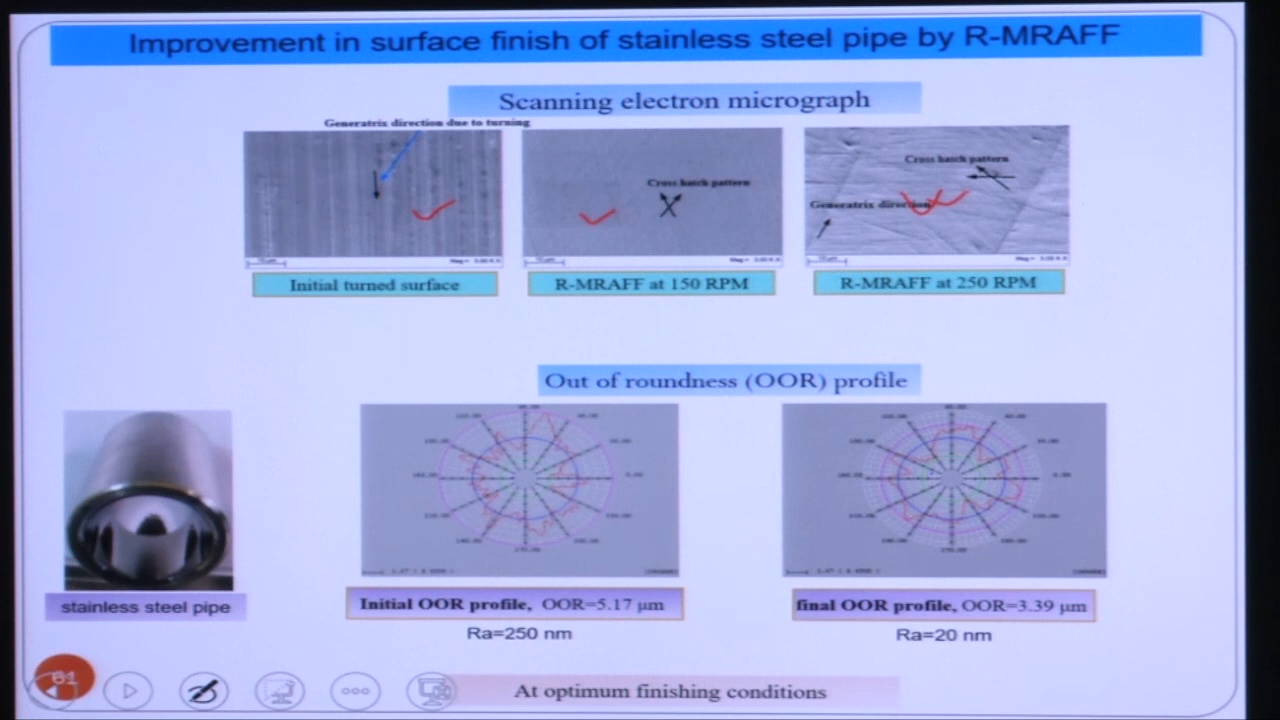 Improvement in surface finish of stainless steel pipe by R-MRAFF
Scanning electron micrograph
Generatrix direction due to turning
Cross hatch pattern
Cross hatch pattern
Generatrix direction
Initial turned surface
R-MRAFF at 150 RPM
R-MRAFF at 250 RPM
Out of roundness (OOR) profile
stainless steel pipe
Initial OOR profile, OOR=5.17 µm
final OOR profile, OOR=3.39 µm
Ra=250 nm
Ra=20 nm
61
At optimum finishing conditions